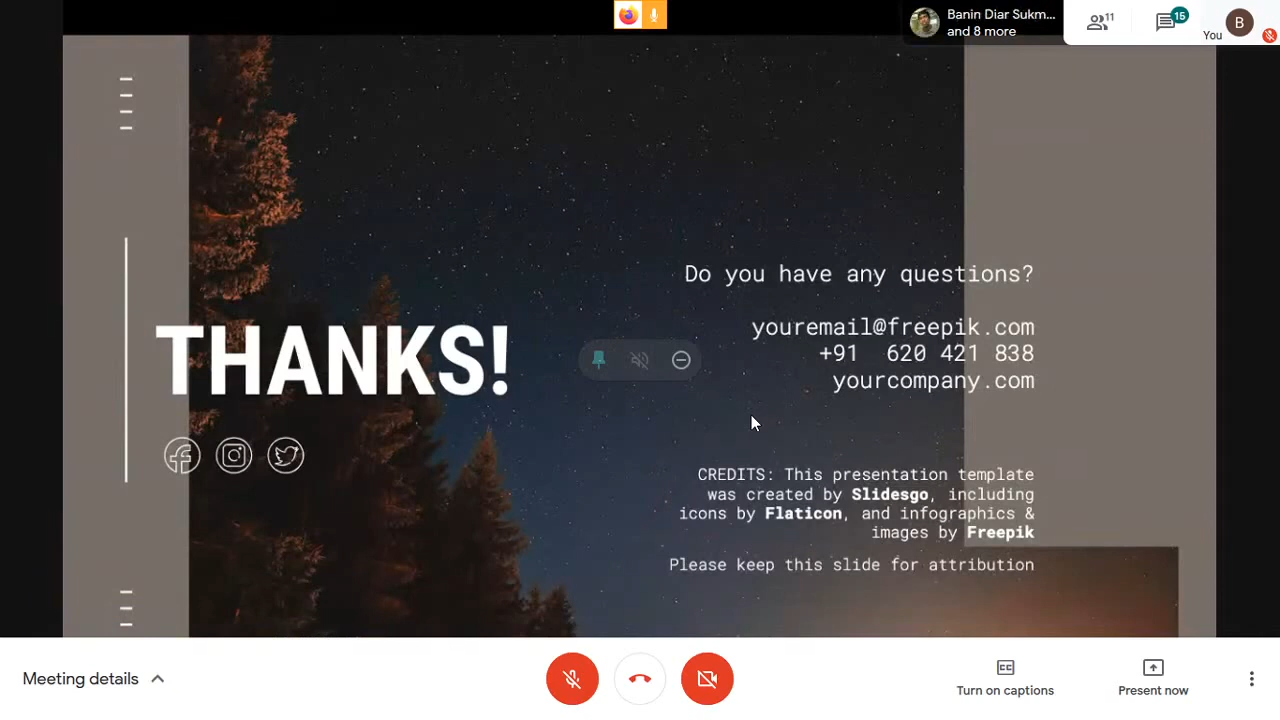 Banin Diar Sukm...
and 8 more
11
15
You
B
THANKS!
Do you have any questions?
youremail@freepik.com
+91 620 421 838
yourcompany.com
CREDITS: This presentation template
was created by Slidesgo, including
icons by Flaticon, and infographics &
images by Freepik
Please keep this slide for attribution
Meeting details
CC
Turn on captions
Present now